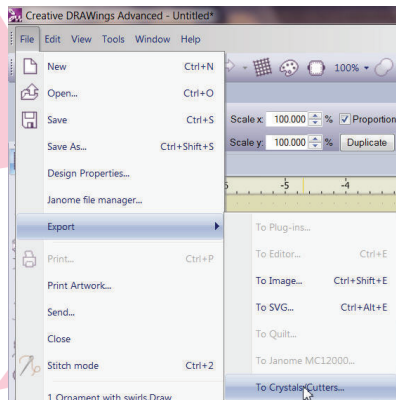 Creative DRAWings Advanced - Untitled*
File Edit View Tools Window Help
New Ctrl+N
100%
Open... Ctrl+O
Save Ctrl+S
Scale x: 100.000 % Proportion
Save As... Ctrl+Shift+S
Scale y: 100.000 % Duplicate
Design Properties...
-5 -4
Janome file manager...
Export
To Plug-ins...
Print... Ctrl+P
To Editor... Ctrl+E
Print Artwork...
To Image... Ctrl+Shift+E
Send...
To SVG... Ctrl+Alt+E
Close
To Quilt...
Stitch mode Ctrl+2
To Janome MC12000...
To Crystals/Cutters...
1 Ornament with swirls.Draw